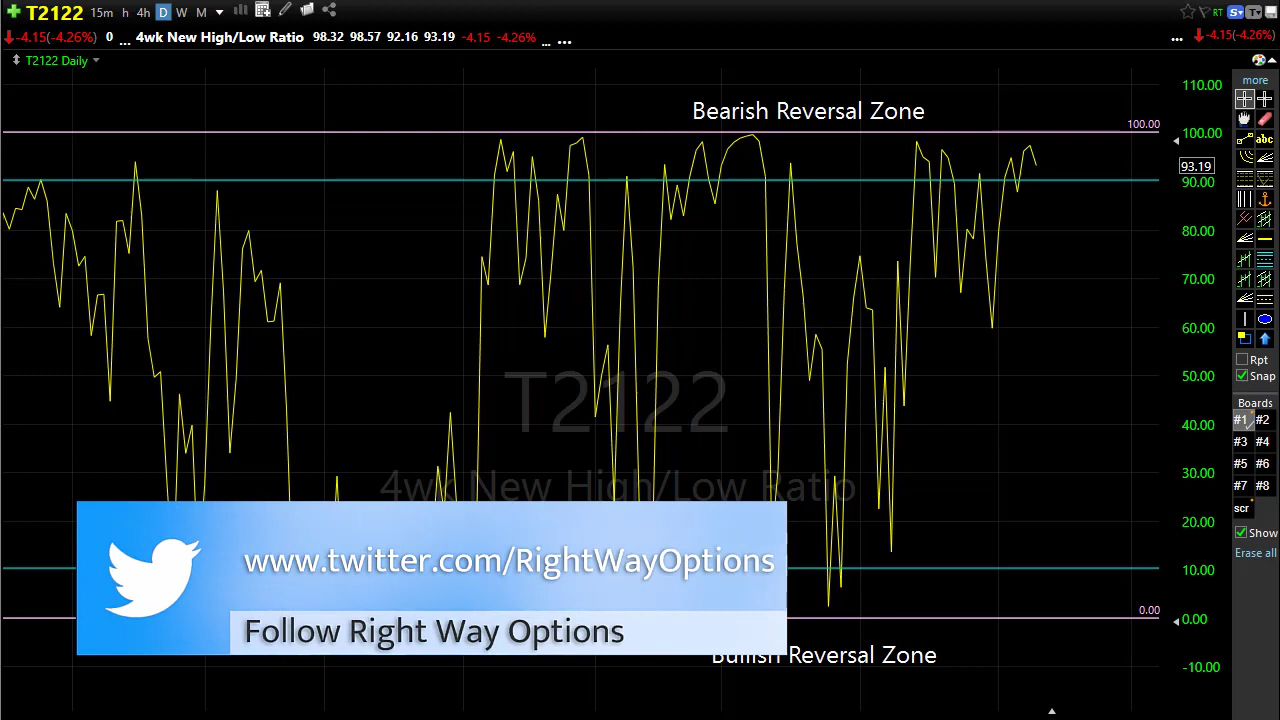 T2122 15m h 4h D W M RT S T
-4.15(-4.26%) 0 ... 4wk New High/Low Ratio 98.32 98.57 92.16 93.19 -4.15 -4.26% ... ... ... -4.15(-4.26%)
T2122 Daily
more
110.00
Bearish Reversal Zone
100.00 100.00
abc
93.19
90.00
80.00
70.00
60.00
50.00
40.00
30.00
20.00
10.00
0.00 0.00
-10.00
T2122
4wk New High/Low Ratio
Rpt
Snap
Boards
#1 #2
#3 #4
#5 #6
#7 #8
scr
Show
Erase all
www.twitter.com/RightWayOptions
Follow Right Way Options
Bullish Reversal Zone